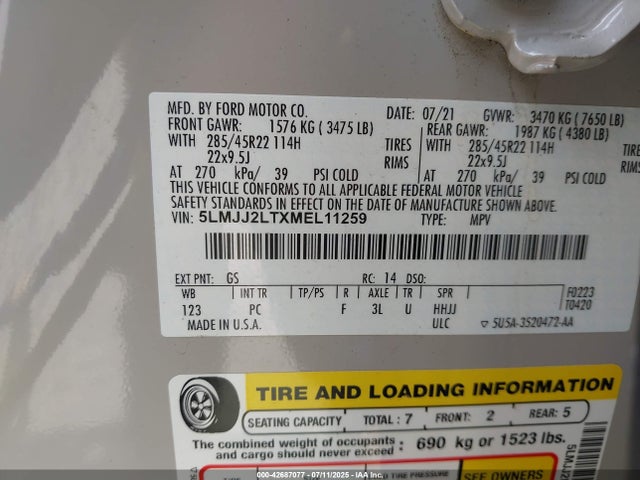 MFD. BY FORD MOTOR CO.
DATE: 07/21 GVWR: 3470 KG ( 7650 LB)
FRONT GAWR: 1576 KG ( 3475 LB)
REAR GAWR: 1987 KG ( 4380 LB)
WITH 285/45R22 114H TIRES
WITH 285/45R22 114H TIRE
22x9.5J RIMS
22x9.5J RIMS
AT 270 kPa/ 39 PSI COLD
AT 270 kPa/ 39 PSI COLD
THIS VEHICLE CONFORMS TO ALL APPLICABLE FEDERAL MOTOR VEHICLE
SAFETY STANDARDS IN EFFECT ON THE DATE OF MANUFACTURE SHOWN ABOVE.
VIN: 5LMJJ2LTXMEL11259 TYPE: MPV
EXT PNT: GS RC: 14 DSO:
WB INT TR TP/PS R AXLE TR SPR
F0223
T0420
123 PC F 3L U HHJJ
MADE IN U.S.A. ULC 5U5A-3520472-AA
TIRE AND LOADING INFORMATION
SEATING CAPACITY TOTAL : 7 FRONT: 2 REAR: 5
The combined weight of occupants
and cargo should never exceed : 690 kg or 1523 lbs.
TIRE PRESSURE
SEE OWNERS
000-42687077 - 07/11/2025 - IAAI Inc.